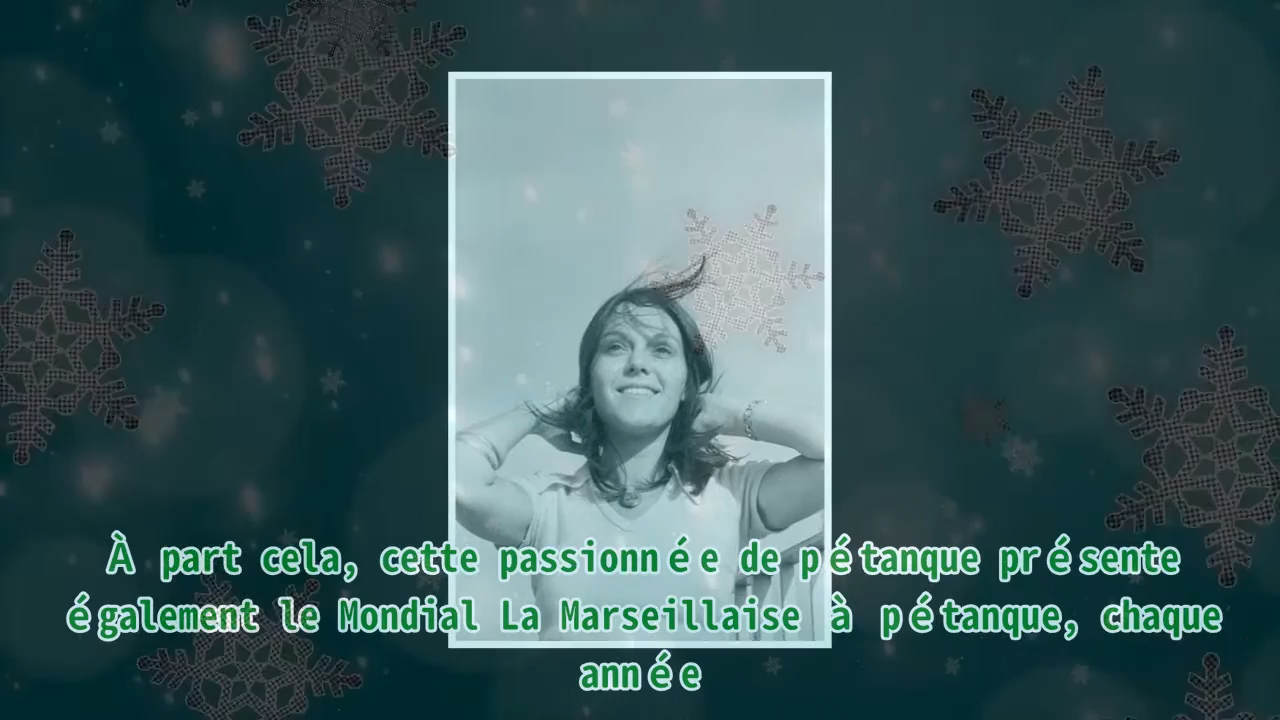 À part cela, cette passionnée de pétanque présente
également le Mondial La Marseillaise à pétanque, chaque
année